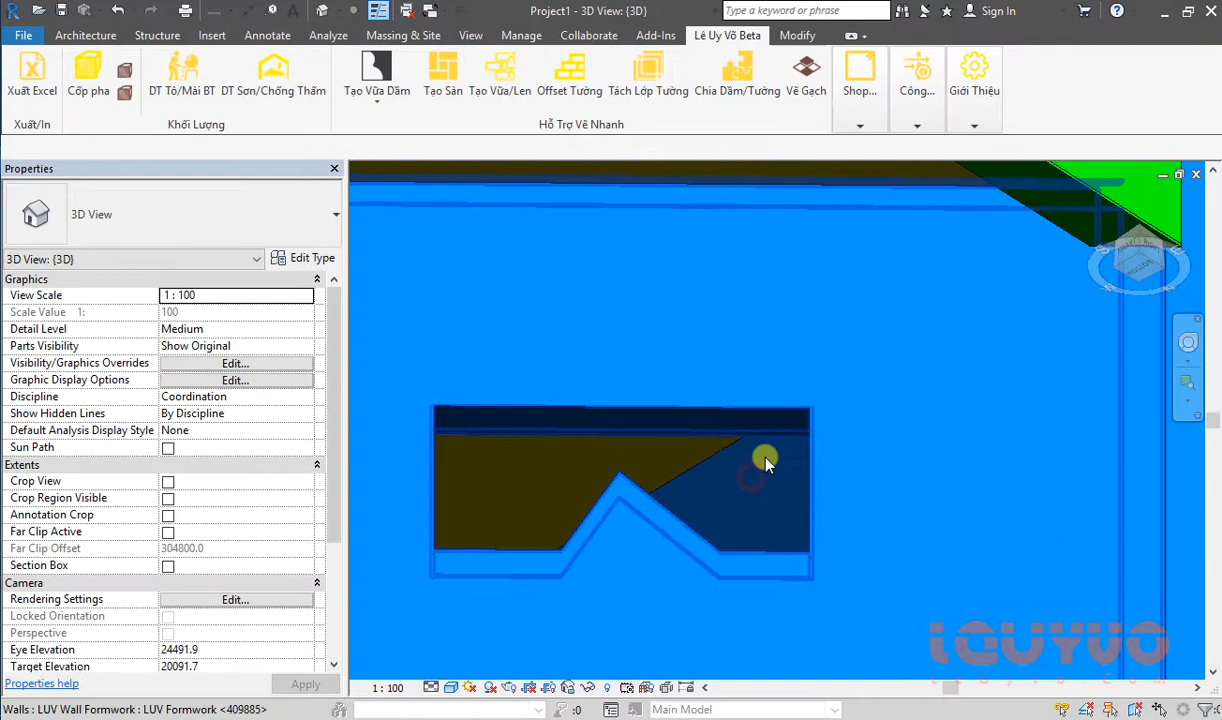 Project1 - 3D View: {3D}
Type a keyword or phrase
Sign In
File
Architecture
Structure
Insert
Annotate
Analyze
Massing & Site
View
Manage
Collaborate
Add-Ins
Lê Uy Võ Beta
Modify
Xuất Excel
Cốp pha
DT Tô/Mài BT
DT Sơn/Chống Thấm
Tạo Vữa Dầm
Tạo Sàn
Tạo Vữa/Len
Offset Tường
Tách Lớp Tường
Chia Dầm/Tường
Vẽ Gạch
Shop...
Công...
Giới Thiệu
Xuất/In
Khối Lượng
Hỗ Trợ Vẽ Nhanh
Properties
3D View
3D View: {3D}
Edit Type
Graphics
View Scale
1 : 100
Scale Value 1:
100
Detail Level
Medium
Parts Visibility
Show Original
Visibility/Graphics Overrides
Edit...
Graphic Display Options
Edit...
Discipline
Coordination
Show Hidden Lines
By Discipline
Default Analysis Display Style
None
Sun Path
Extents
Crop View
Crop Region Visible
Annotation Crop
Far Clip Active
Far Clip Offset
304800.0
Section Box
Camera
Rendering Settings
Edit...
Locked Orientation
Perspective
Eye Elevation
24491.9
Target Elevation
20091.7
Properties help
Apply
1 : 100
Walls : LUV Wall Formwork : LUV Formwork <409885>
:0
Main Model
:0